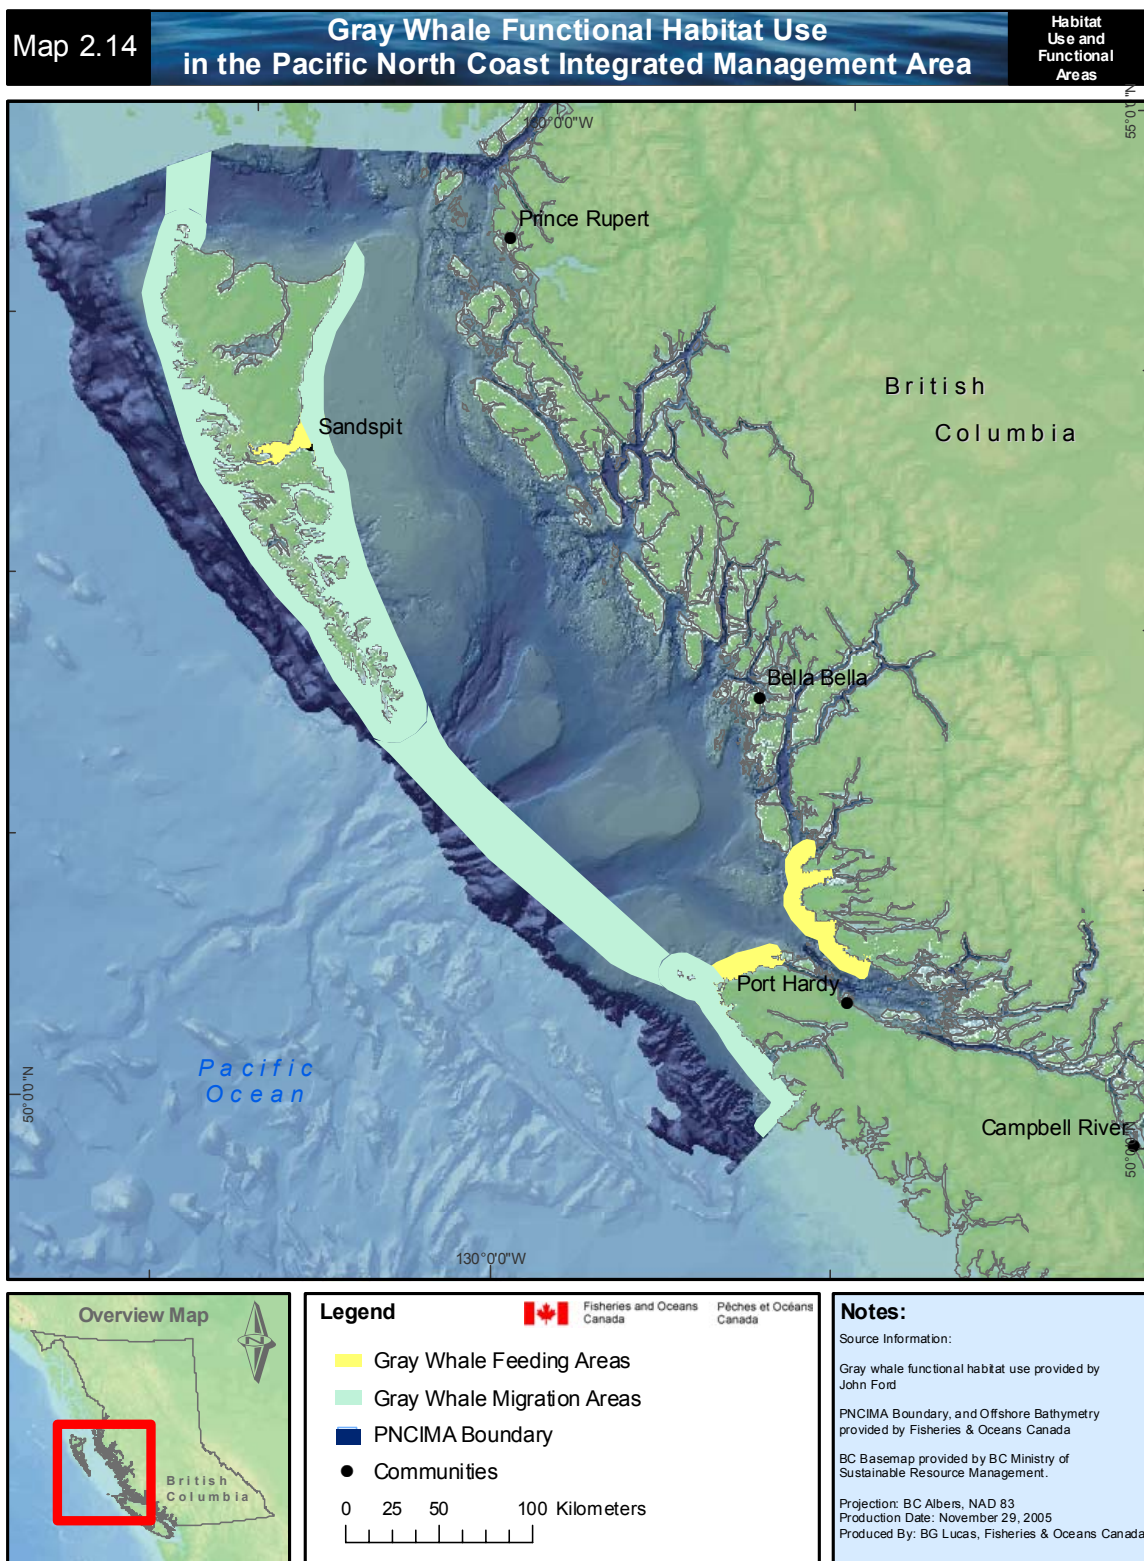 Map 2.14
Gray Whale Functional Habitat Use
in the Pacific North Coast Integrated Management Area
Habitat
Use and
Functional
Areas
55°0'0"N
130°0'0"W
Prince Rupert
British
Columbia
Sandspit
Bella Bella
Port Hardy
Pacific
Ocean
50°0'0"N
Campbell River
50°0'0"N
130°0'0"W
Overview Map
N
British
Columbia
Legend
Fisheries and Oceans
Canada
Pêches et Océans
Canada
Gray Whale Feeding Areas
Gray Whale Migration Areas
PNCIMA Boundary
Communities
0 25 50 100 Kilometers
Notes:
Source Information:
Gray whale functional habitat use provided by
John Ford
PNCIMA Boundary, and Offshore Bathymetry
provided by Fisheries & Oceans Canada
BC Basemap provided by BC Ministry of
Sustainable Resource Management.
Projection: BC Albers, NAD 83
Production Date: November 29, 2005
Produced By: BG Lucas, Fisheries & Oceans Canada